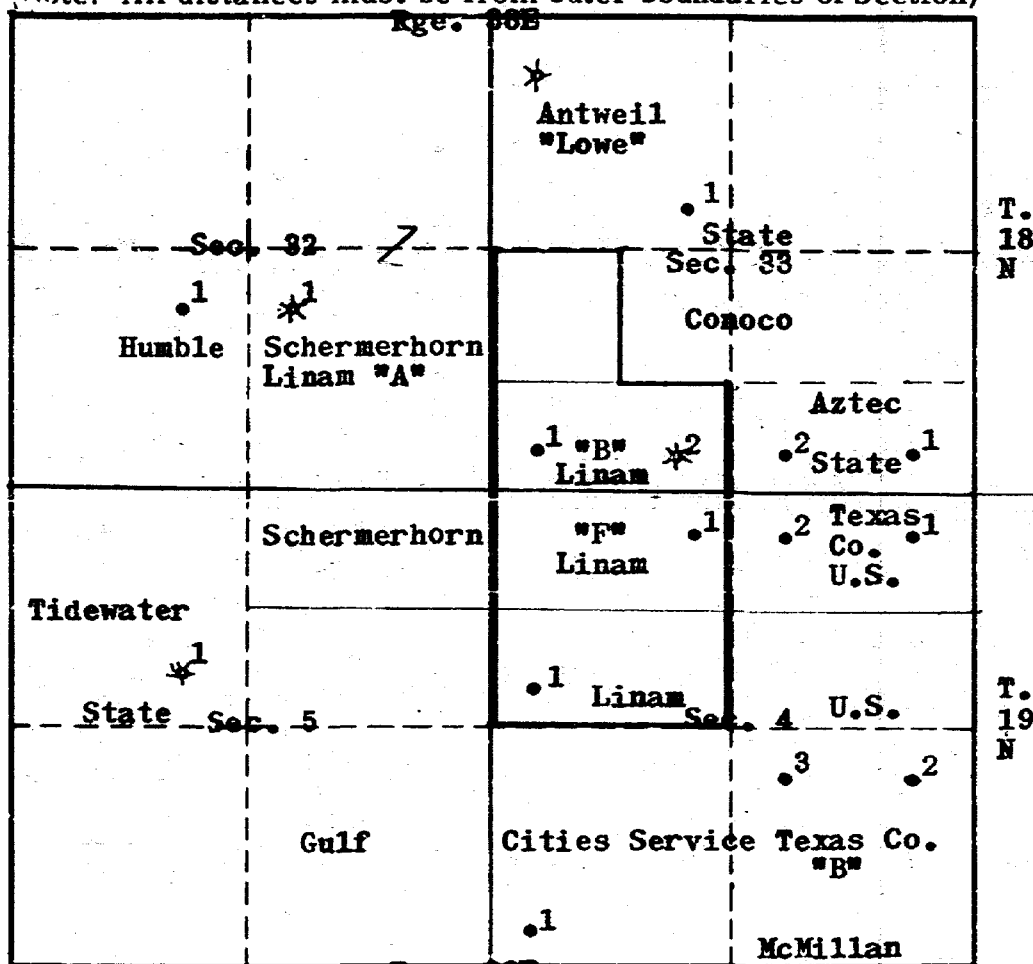 (Note: All distances must be from outer boundaries of Section)
Rge.
Antweil
"Lowe"
1
State
Sec. 32
Sec. 33
T.
18
N
1
Humble
1
Schermerhorn
Linam "A"
Conoco
Aztec
1 "B" 2
Linam
2 State 1
Schermerhorn
"F" 1
Linam
2 Texas 1
Co.
U.S.
Tidewater
1
State Sec. 5
1 Linam
Sec. 4
U.S.
T.
19
N
3 2
Gulf
Cities Service Texas Co.
"B"
1
McMillan